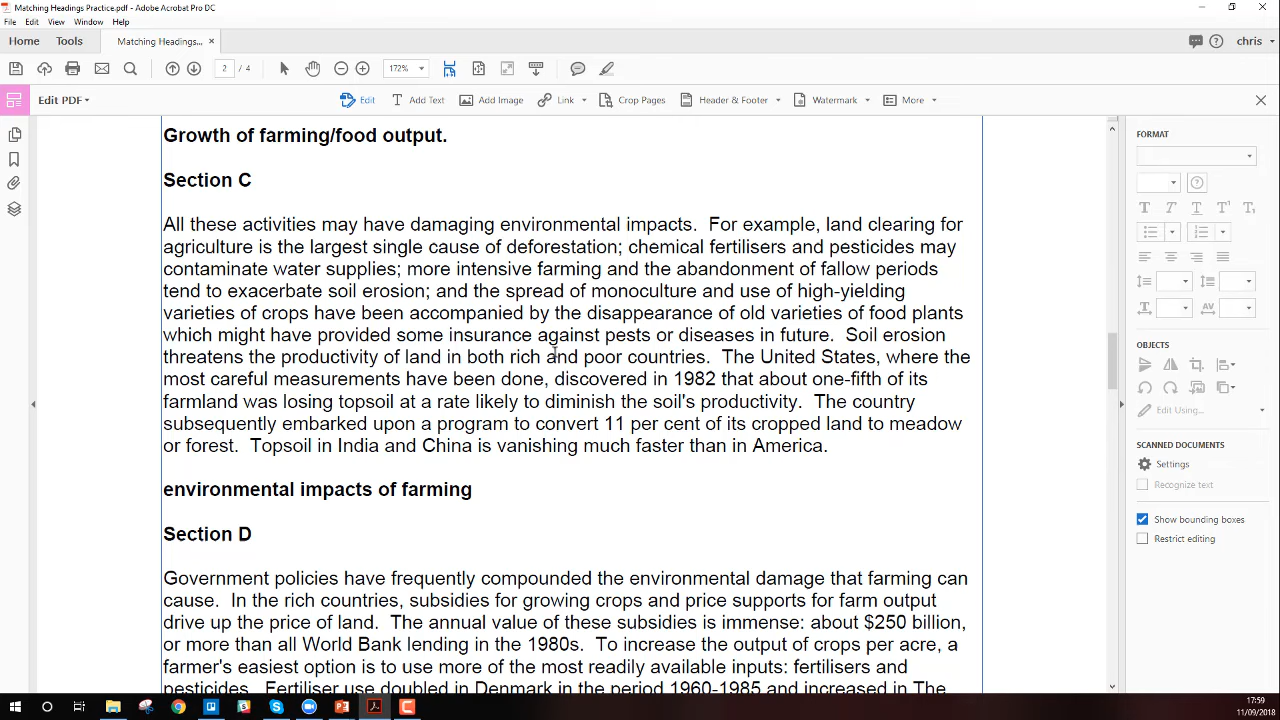 Matching Headings Practice.pdf - Adobe Acrobat Pro DC
File Edit View Window Help
Home Tools Matching Headings... × chris
2 / 4 172%
Edit PDF Edit Add Text Add Image Link Crop Pages Header & Footer Watermark More
Growth of farming/food output.
Section C
All these activities may have damaging environmental impacts. For example, land clearing for
agriculture is the largest single cause of deforestation; chemical fertilisers and pesticides may
contaminate water supplies; more intensive farming and the abandonment of fallow periods
tend to exacerbate soil erosion; and the spread of monoculture and use of high-yielding
varieties of crops have been accompanied by the disappearance of old varieties of food plants
which might have provided some insurance against pests or diseases in future. Soil erosion
threatens the productivity of land in both rich and poor countries. The United States, where the
most careful measurements have been done, discovered in 1982 that about one-fifth of its
farmland was losing topsoil at a rate likely to diminish the soil's productivity. The country
subsequently embarked upon a program to convert 11 per cent of its cropped land to meadow
or forest. Topsoil in India and China is vanishing much faster than in America.
environmental impacts of farming
Section D
Government policies have frequently compounded the environmental damage that farming can
cause. In the rich countries, subsidies for growing crops and price supports for farm output
drive up the price of land. The annual value of these subsidies is immense: about $250 billion,
or more than all World Bank lending in the 1980s. To increase the output of crops per acre, a
farmer's easiest option is to use more of the most readily available inputs: fertilisers and
pesticides. Fertiliser use doubled in Denmark in the period 1960-1985 and increased in The
FORMAT
OBJECTS
Edit Using...
SCANNED DOCUMENTS
Settings
Recognize text
Show bounding boxes
Restrict editing
17:59
11/09/2018